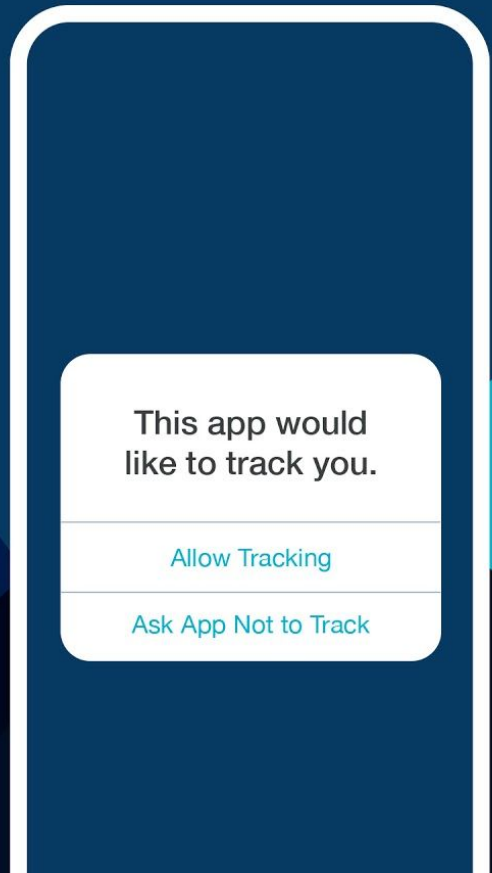 This app would
like to track you.
Allow Tracking
Ask App Not to Track